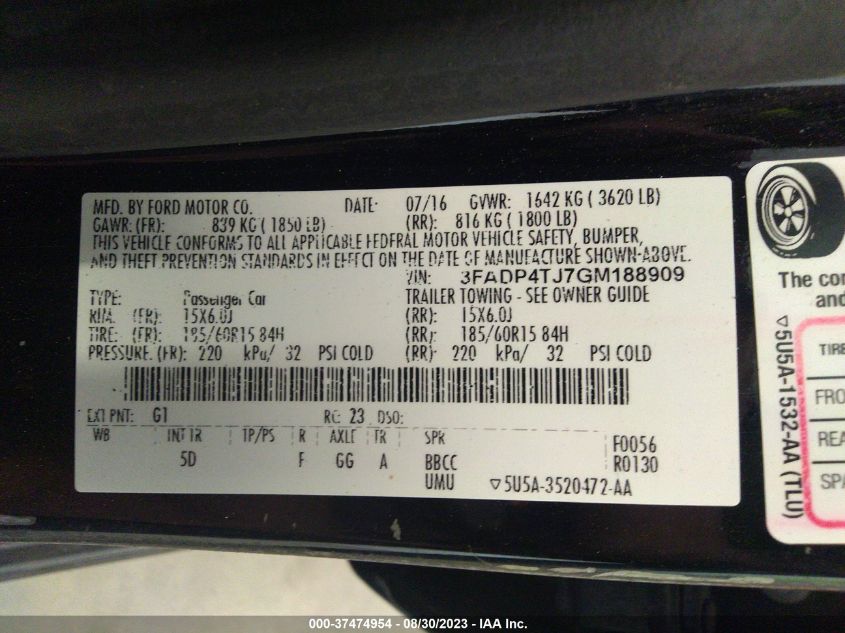 MFD. BY FORD MOTOR CO. DATE: 07/16 GVWR: 1642 KG ( 3620 LB)
GAWR: (FR): 839 KG ( 1850 LB) (RR): 816 KG ( 1800 LB)
THIS VEHICLE CONFORMS TO ALL APPLICABLE FEDERAL MOTOR VEHICLE SAFETY, BUMPER,
AND THEFT PREVENTION STANDARDS IN EFFECT ON THE DATE OF MANUFACTURE SHOWN ABOVE.
VIN: 3FADP4TJ7GM188909
TYPE: Passenger Car TRAILER TOWING - SEE OWNER GUIDE
RIM: (FR): 15X6.0J (RR): 15X6.0J
TIRE: (FR): 185/60R15 84H (RR): 185/60R15 84H
PRESSURE: (FR): 220 kPa/ 32 PSI COLD (RR): 220 kPa/ 32 PSI COLD
EXT PNT: G1 RC: 23 DSO:
WB INT TR TP/PS R AXLE TR SPR F0056
5D F GG A BBCC R0130
UMU ▽5U5A-3520472-AA
The
and
▽5U5A-1532-AA (TLU)
TIRE
000-37474954 - 08/30/2023 - IAA Inc.